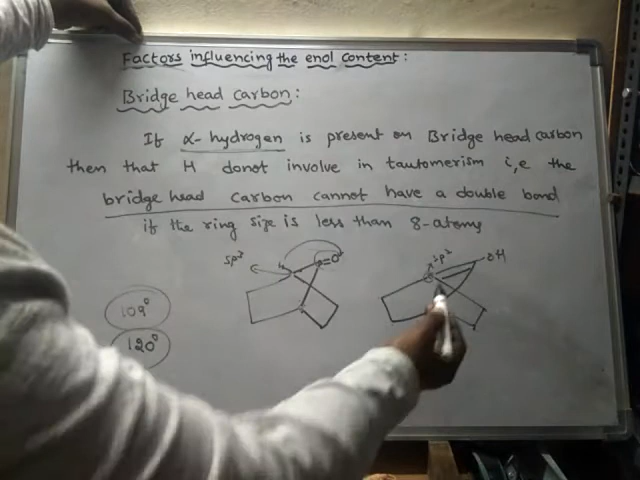 Factors influencing the enol content:
Bridge head carbon:
If α-hydrogen is present on Bridge head carbon
then that H donot involve in tautomerism i,e the
bridge head carbon cannot have a double bond
if the ring size is less than 8-atoms
sp³
=O
sp²
OH
109°
120°